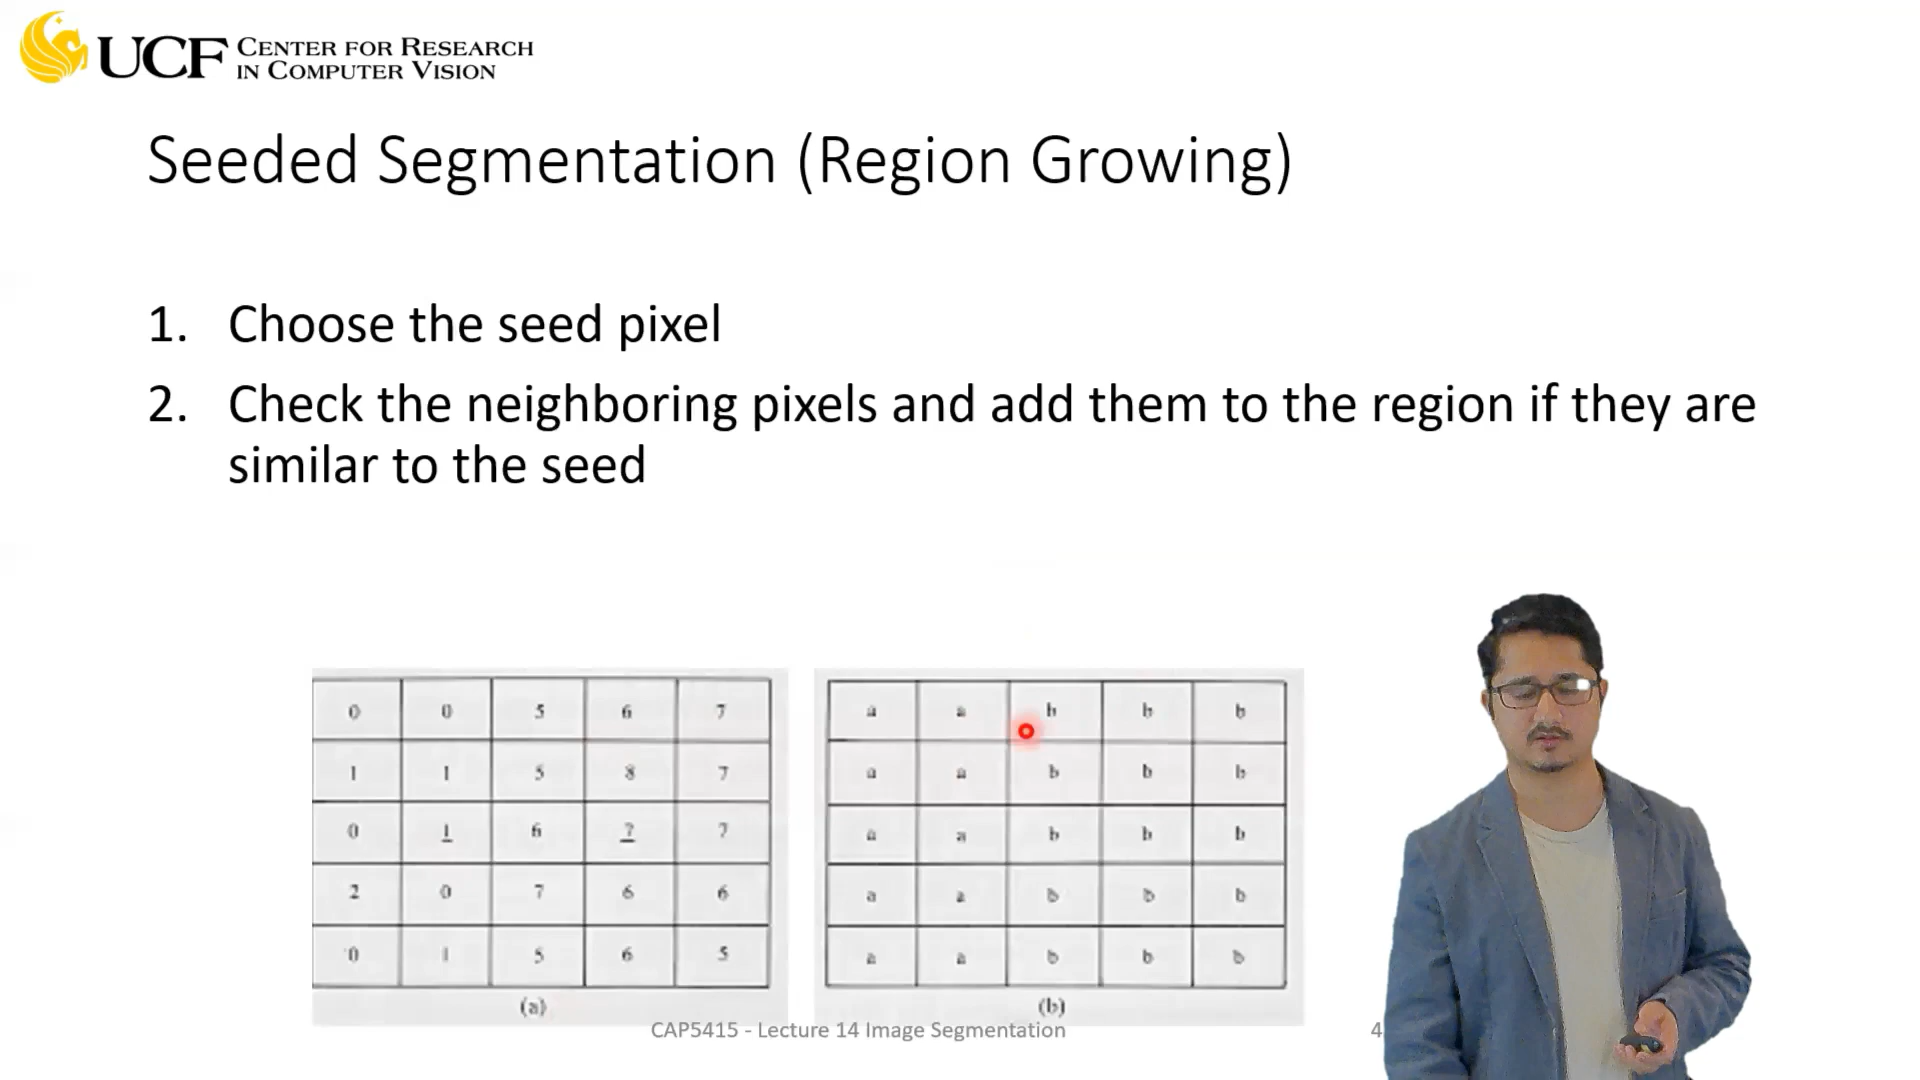 UCF CENTER FOR RESEARCH
IN COMPUTER VISION
Seeded Segmentation (Region Growing)
1. Choose the seed pixel
2. Check the neighboring pixels and add them to the region if they are
similar to the seed
0 0 5 6 7
1 1 5 8 7
0 1 6 7 7
2 0 7 6 6
0 1 5 6 5
(a)
a a b b b
a a b b b
a a b b b
a a b b b
a a b b b
(b)
CAP5415 - Lecture 14 Image Segmentation
4